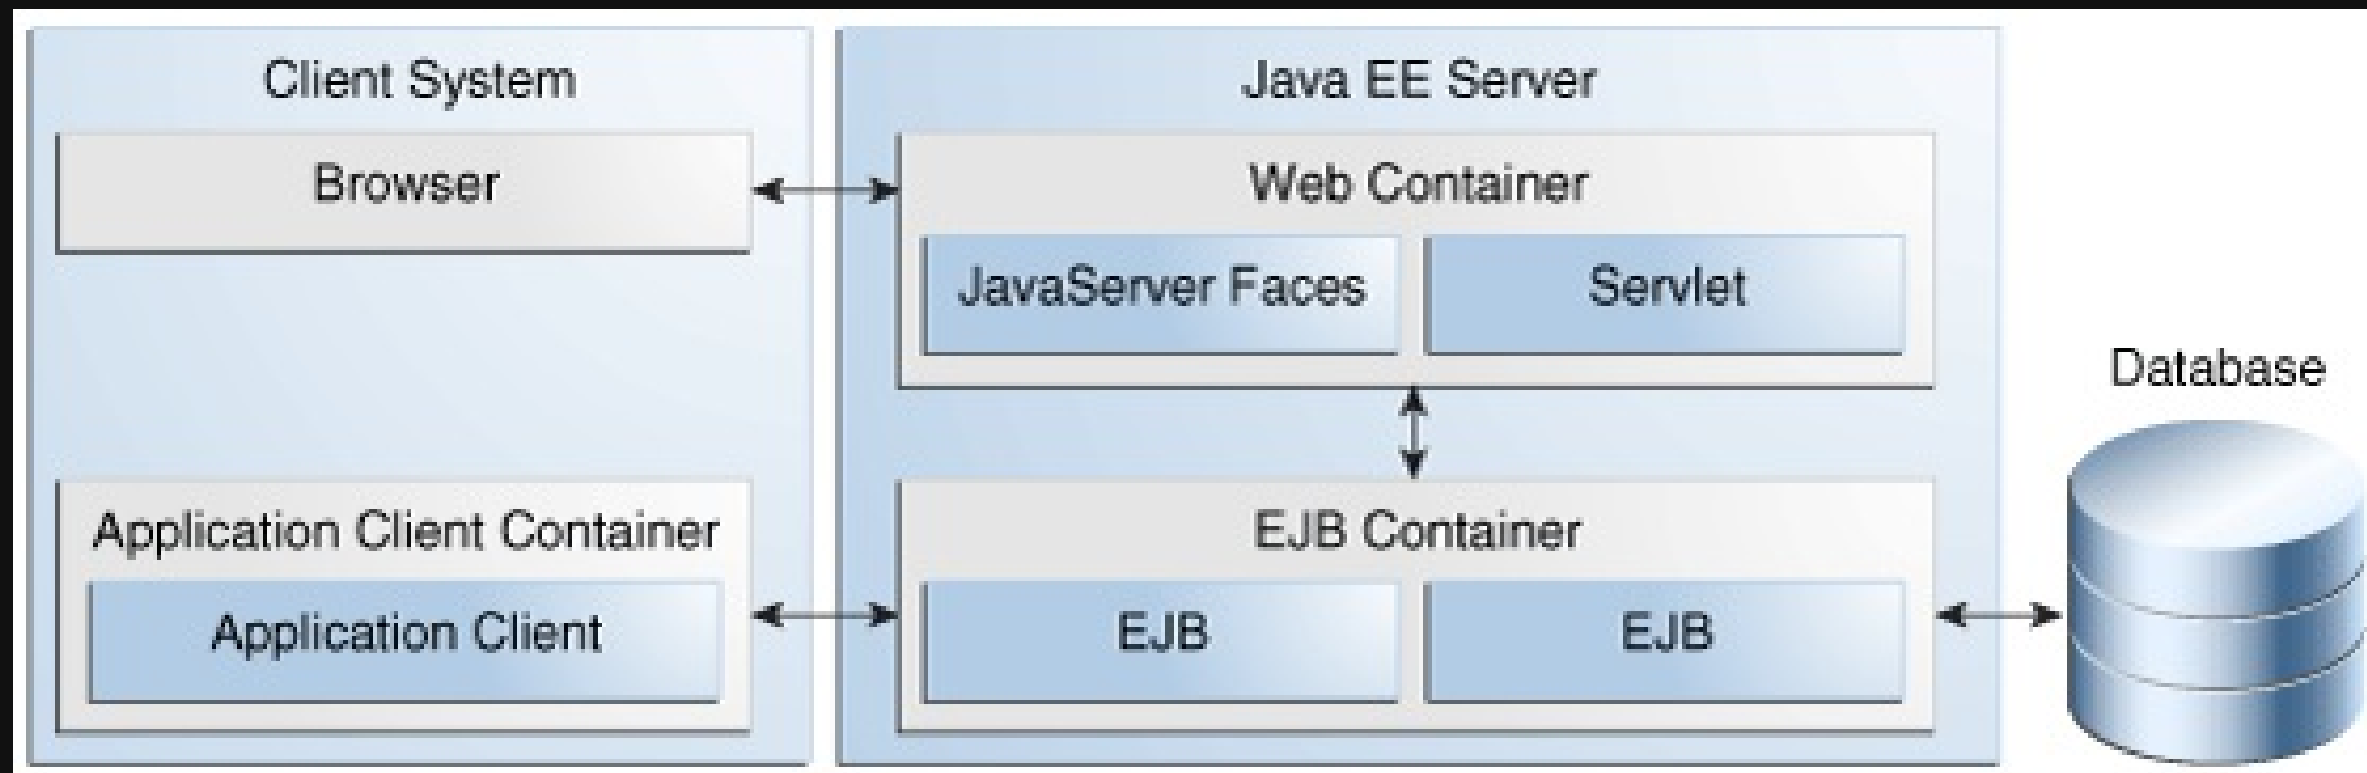 Client System
Browser
Application Client Container
Application Client
Java EE Server
Web Container
JavaServer Faces
Servlet
EJB Container
EJB
EJB
Database